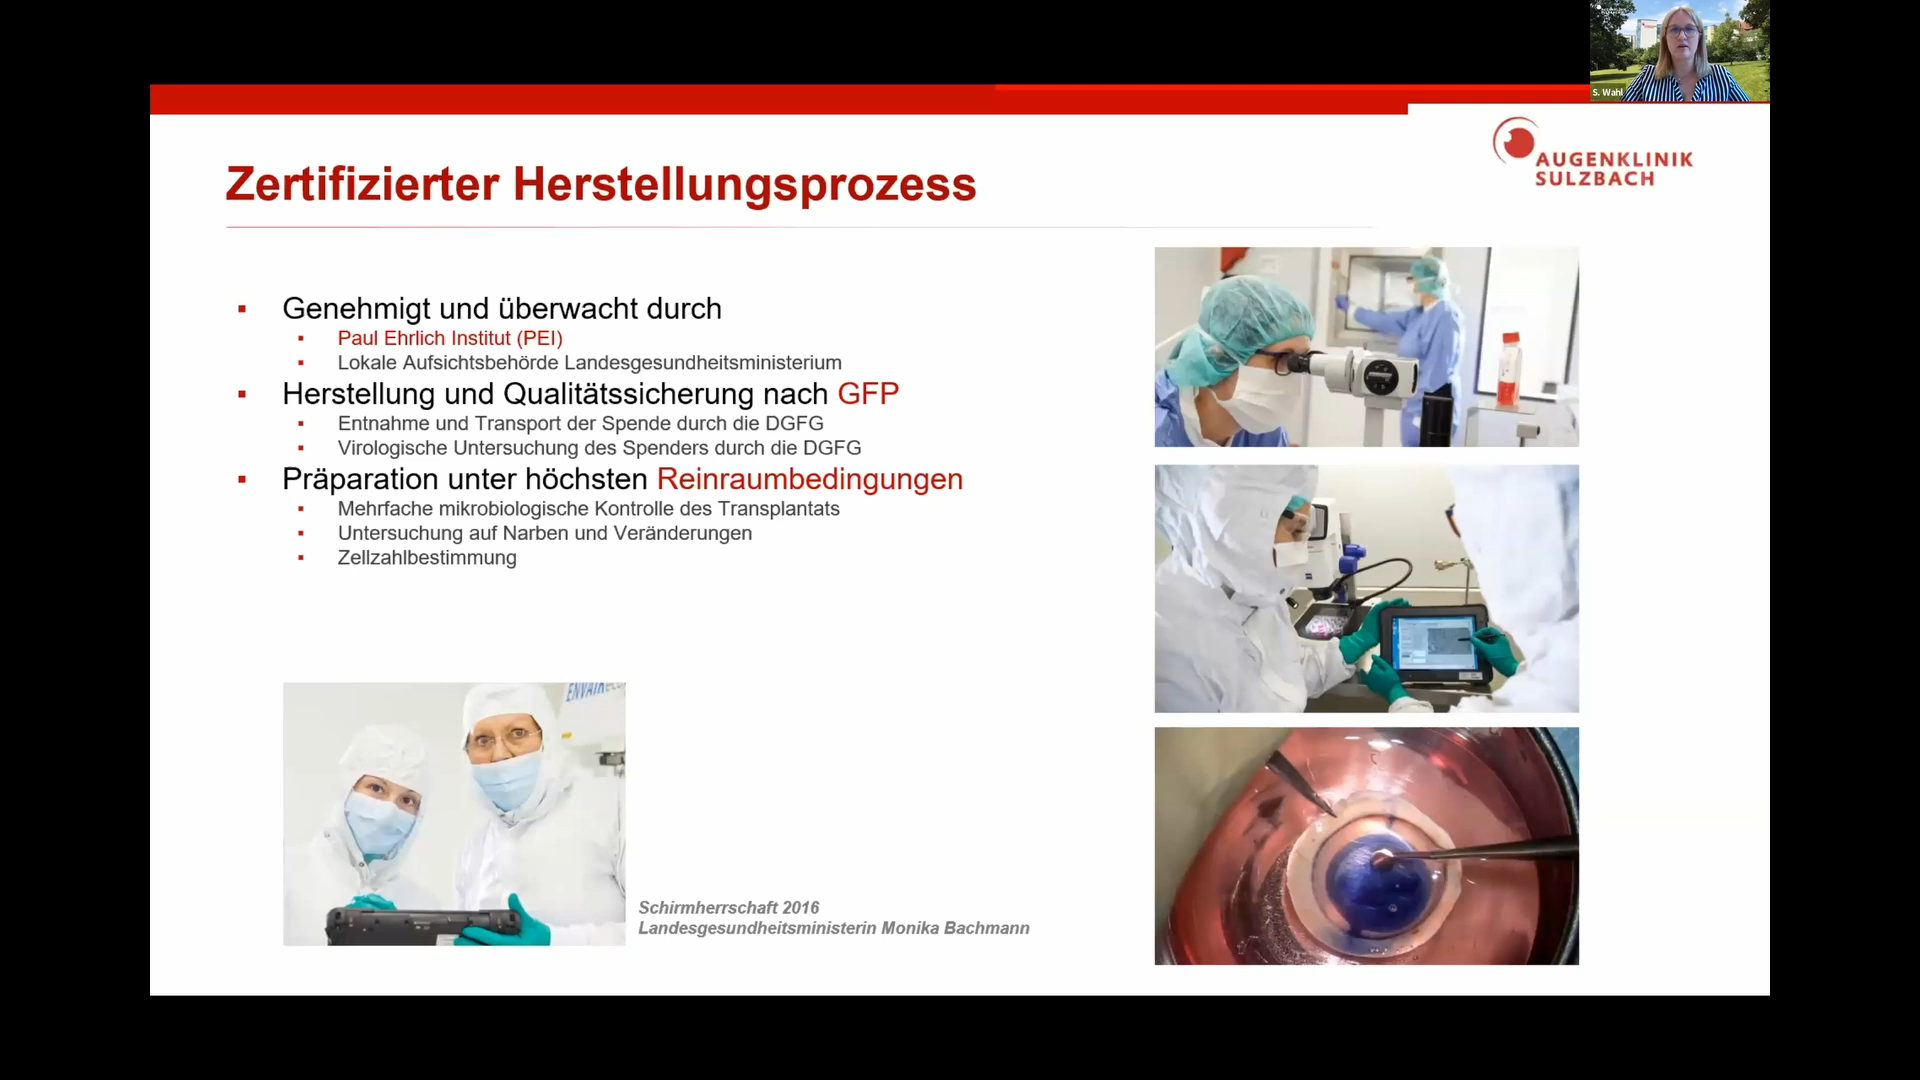 S. Wahl
AUGENKLINIK
SULZBACH
Zertifizierter Herstellungsprozess
Genehmigt und überwacht durch
Paul Ehrlich Institut (PEI)
Lokale Aufsichtsbehörde Landesgesundheitsministerium
Herstellung und Qualitätssicherung nach GFP
Entnahme und Transport der Spende durch die DGFG
Virologische Untersuchung des Spenders durch die DGFG
Präparation unter höchsten Reinraumbedingungen
Mehrfache mikrobiologische Kontrolle des Transplantats
Untersuchung auf Narben und Veränderungen
Zellzahlbestimmung
Schirmherrschaft 2016
Landesgesundheitsministerin Monika Bachmann